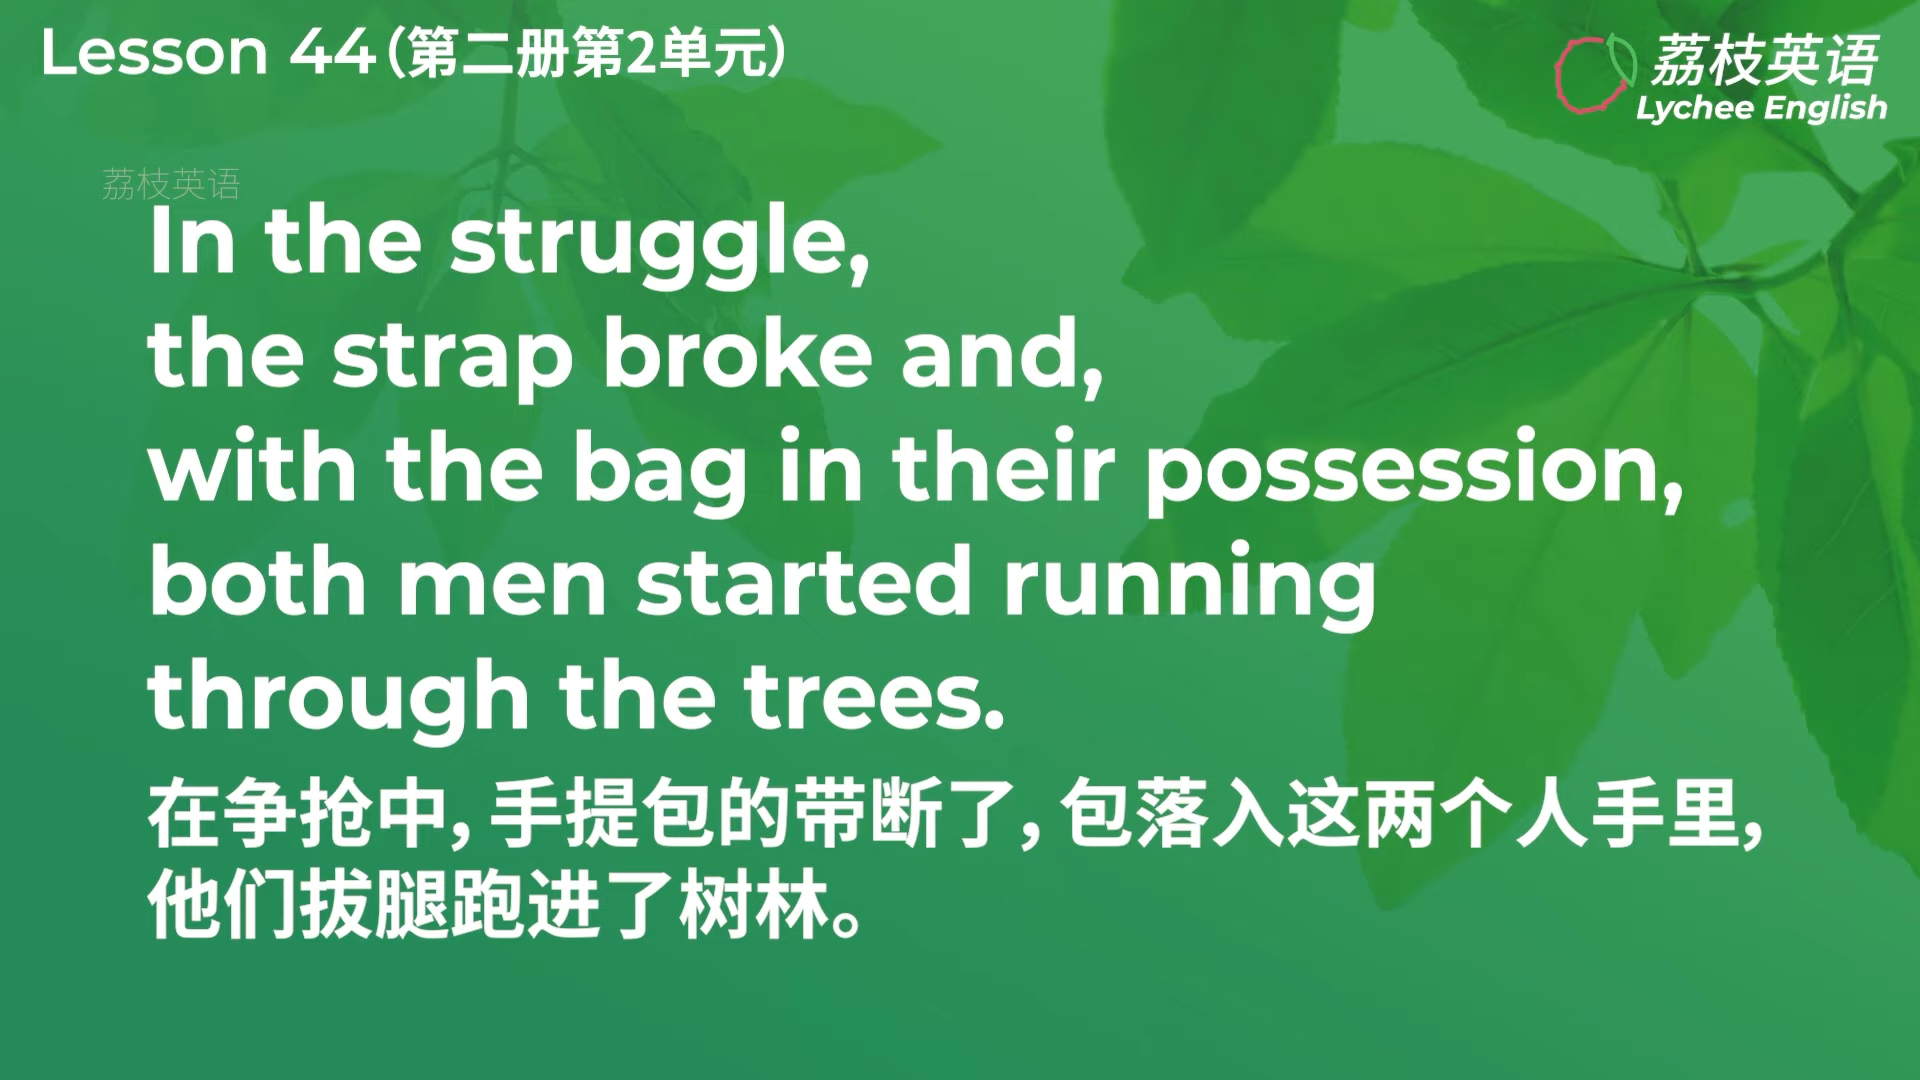 Lesson 44(第二册第2单元)
荔枝英语
Lychee English
荔枝英语
In the struggle,
the strap broke and,
with the bag in their possession,
both men started running
through the trees.
在争抢中,手提包的带断了,包落入这两个人手里,
他们拔腿跑进了树林。